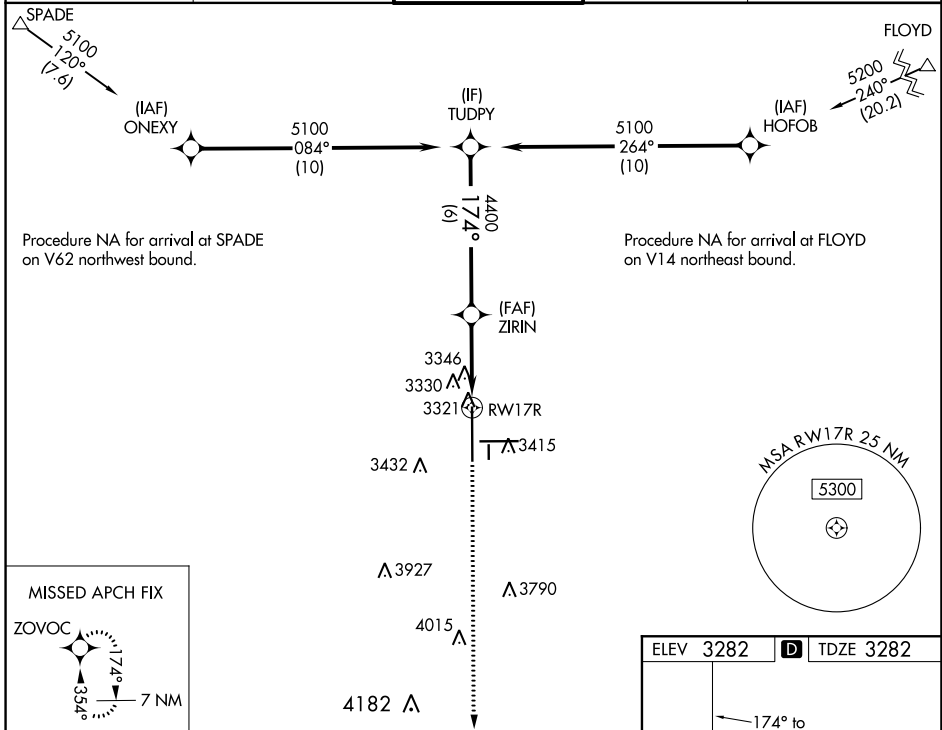 SPADE
5100
120°
(7.6)
(IAF)
ONEXY
5100
084°
(10)
(IF)
TUDPY
5100
264°
(10)
(IAF)
HOFOB
FLOYD
5200
240°
(20.2)
4400
174°
(6)
Procedure NA for arrival at SPADE
on V62 northwest bound.
Procedure NA for arrival at FLOYD
on V14 northeast bound.
(FAF)
ZIRIN
3346
3330
3321
RW17R
3415
3432
MSA RW17R 25 NM
5300
3927
3790
4015
4182
MISSED APCH FIX
ZOVOC
174°
354°
7 NM
ELEV 3282 D TDZE 3282
174° to